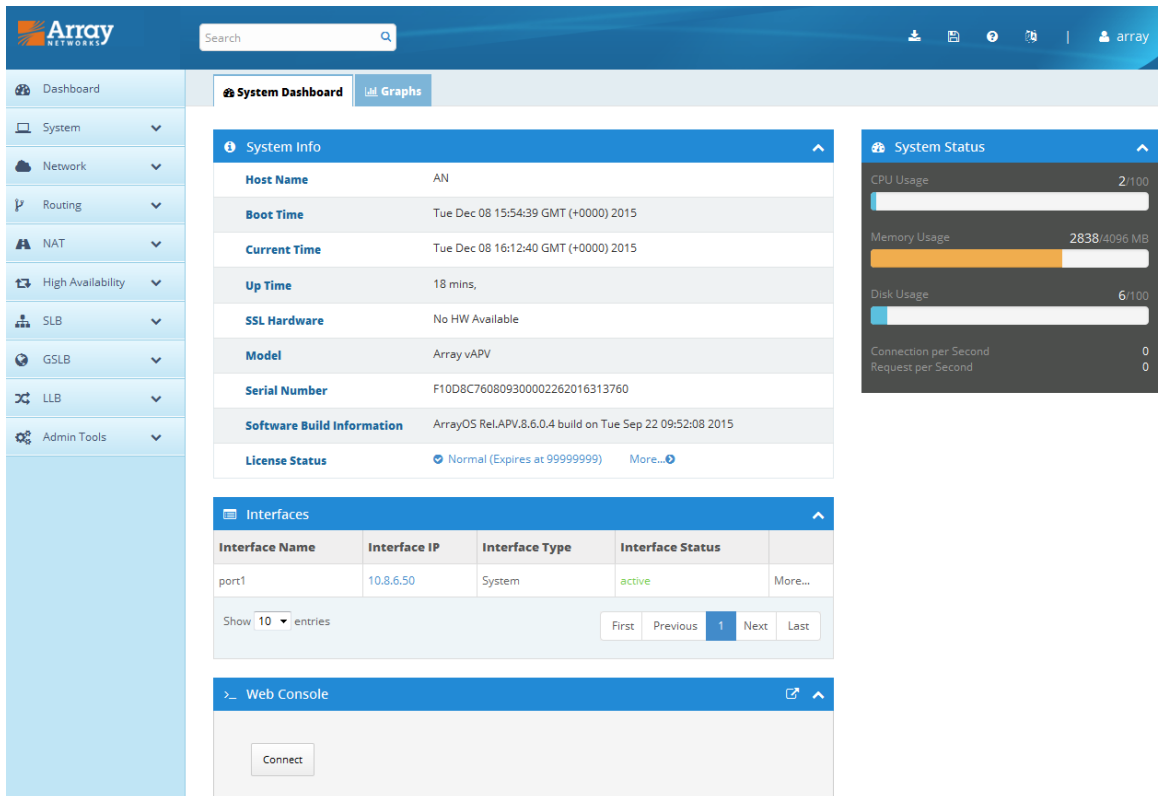 Array
NETWORKS
Search
array
Dashboard
System
Network
Routing
NAT
High Availability
SLB
GSLB
LLB
Admin Tools
System Dashboard
Graphs
System Info
Host Name AN
Boot Time Tue Dec 08 15:54:39 GMT (+0000) 2015
Current Time Tue Dec 08 16:12:40 GMT (+0000) 2015
Up Time 18 mins,
SSL Hardware No HW Available
Model Array vAPV
Serial Number F10D8C760809300002262016313760
Software Build Information ArrayOS Rel.APV.8.6.0.4 build on Tue Sep 22 09:52:08 2015
License Status Normal (Expires at 99999999) More...
Interfaces
Interface Name Interface IP Interface Type Interface Status
port1 10.8.6.50 System active More...
Show 10 entries
First Previous 1 Next Last
Web Console
Connect
System Status
CPU Usage 2/100
Memory Usage 2838/4096 MB
Disk Usage 6/100
Connection per Second 0
Request per Second 0